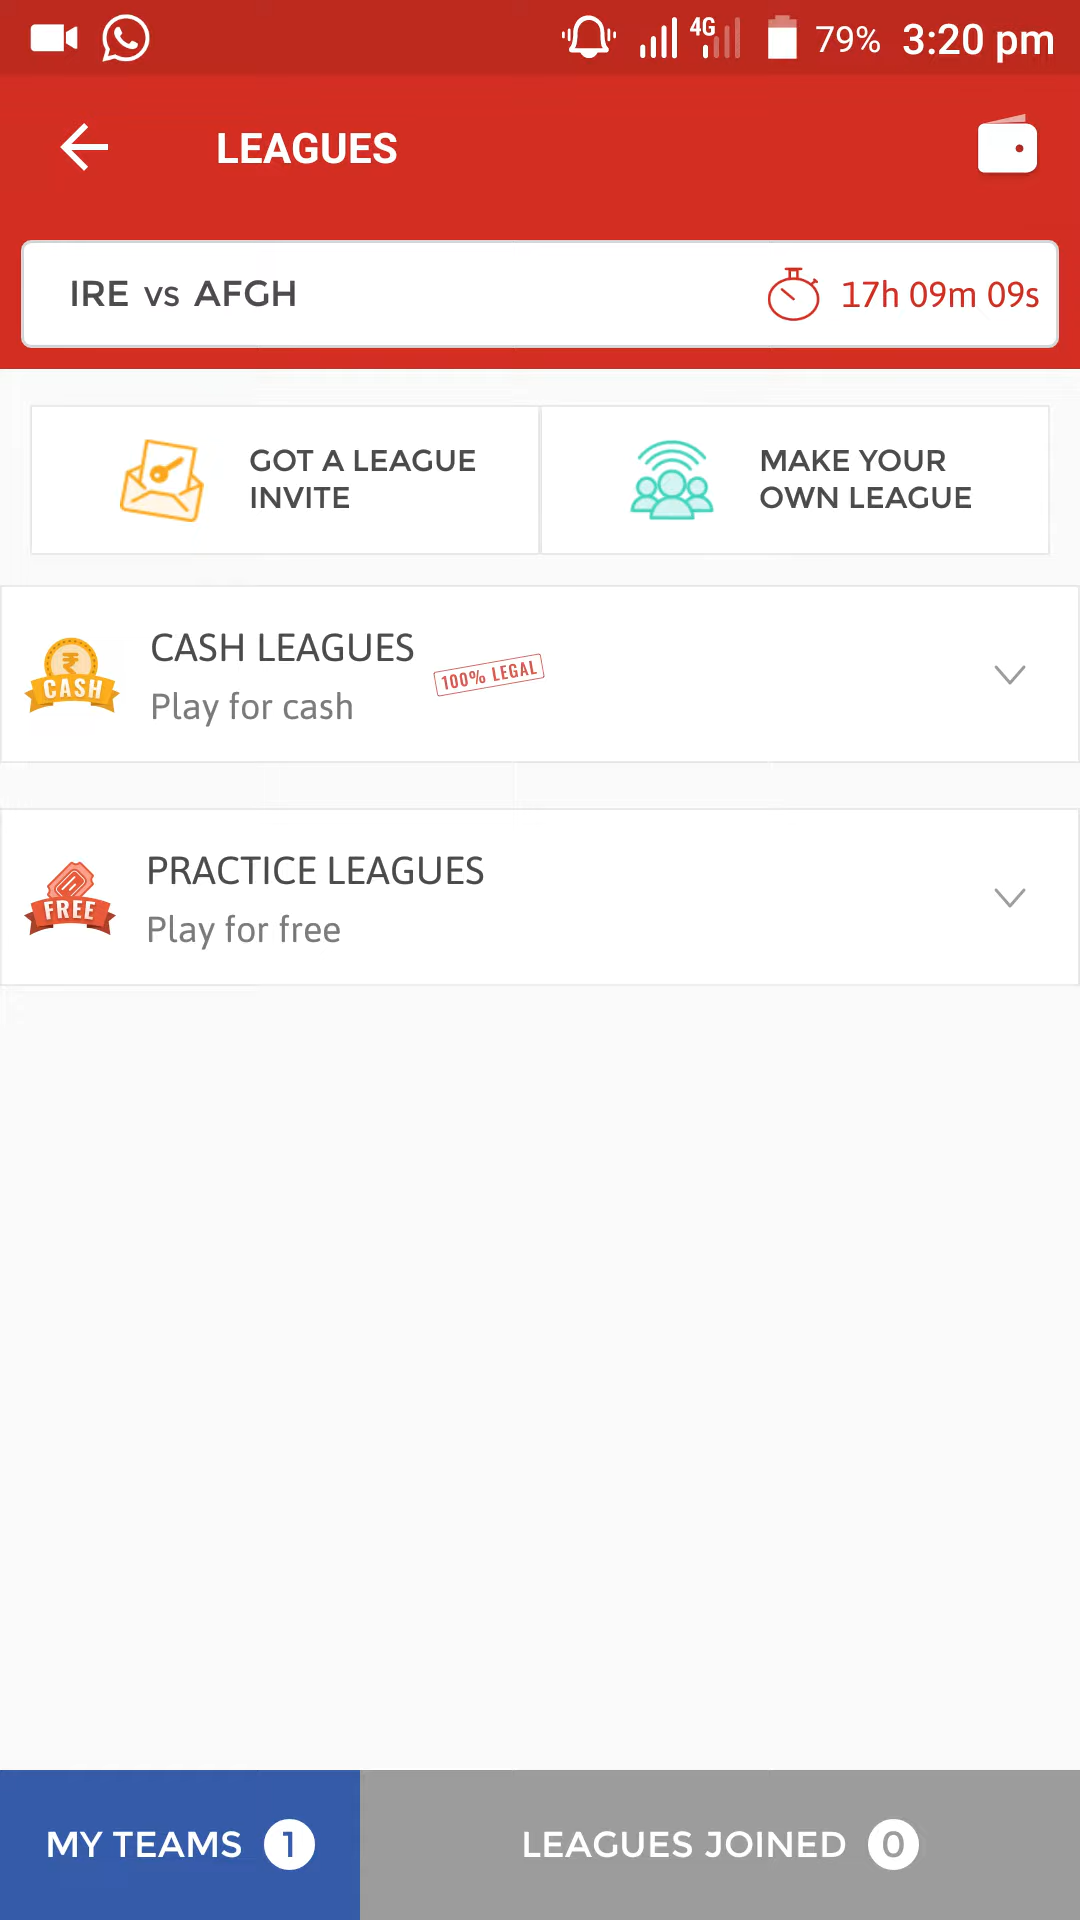 4G 79% 3:20 pm
LEAGUES
IRE vs AFGH 17h 09m 09s
GOT A LEAGUE
INVITE
MAKE YOUR
OWN LEAGUE
CASH
CASH LEAGUES
100% LEGAL
Play for cash
FREE
PRACTICE LEAGUES
Play for free
MY TEAMS 1
LEAGUES JOINED 0